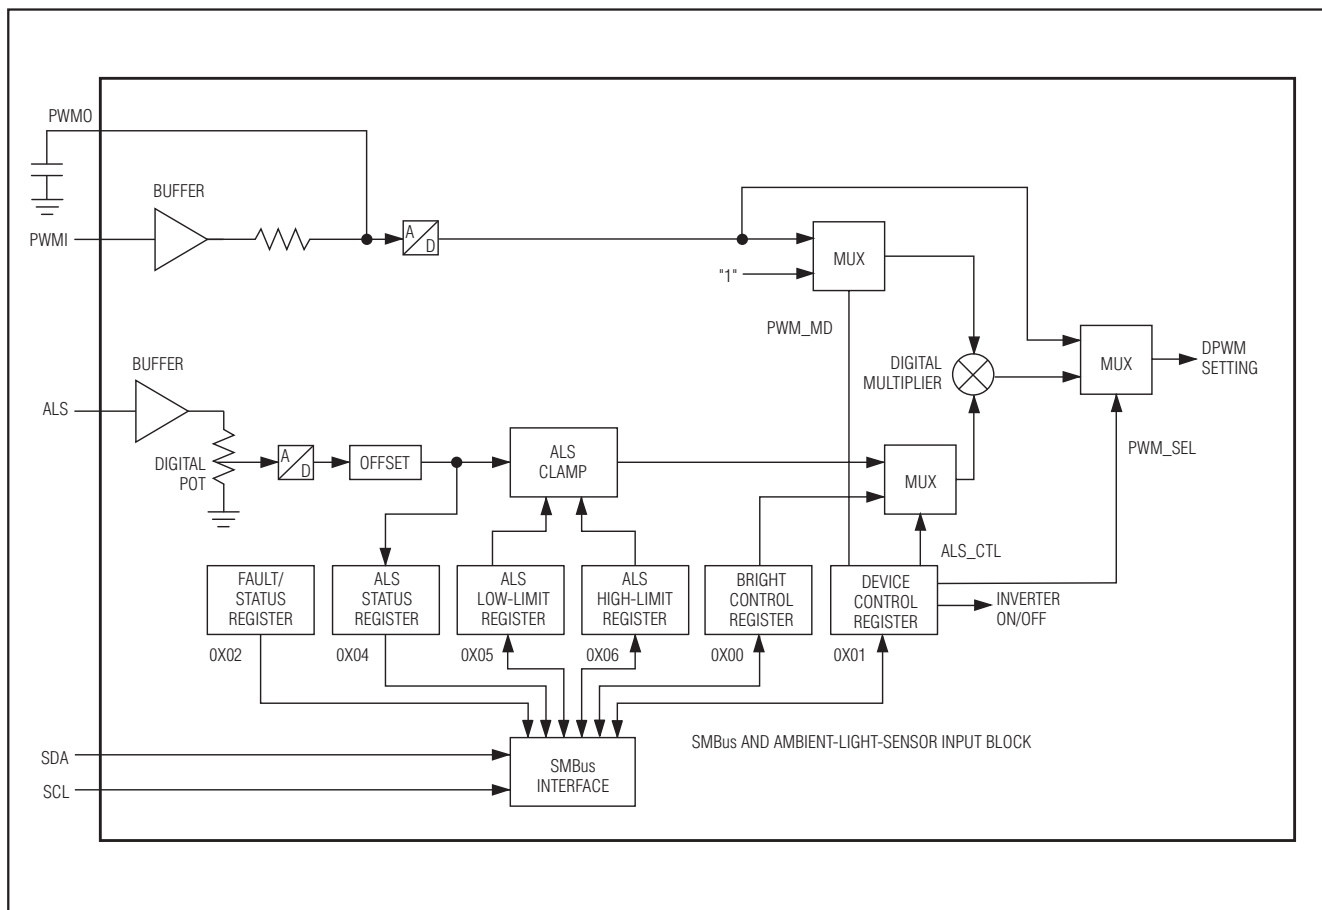 PWMO
BUFFER
PWMI
A
D
MUX
"1"
PWM_MD
BUFFER
DIGITAL
MULTIPLIER
MUX
DPWM
SETTING
ALS
DIGITAL
POT
A
D
OFFSET
ALS
CLAMP
MUX
PWM_SEL
ALS_CTL
FAULT/
STATUS
REGISTER
ALS
STATUS
REGISTER
ALS
LOW-LIMIT
REGISTER
ALS
HIGH-LIMIT
REGISTER
BRIGHT
CONTROL
REGISTER
DEVICE
CONTROL
REGISTER
INVERTER
ON/OFF
0X02
0X04
0X05
0X06
0X00
0X01
SMBus AND AMBIENT-LIGHT-SENSOR INPUT BLOCK
SDA
SCL
SMBus
INTERFACE